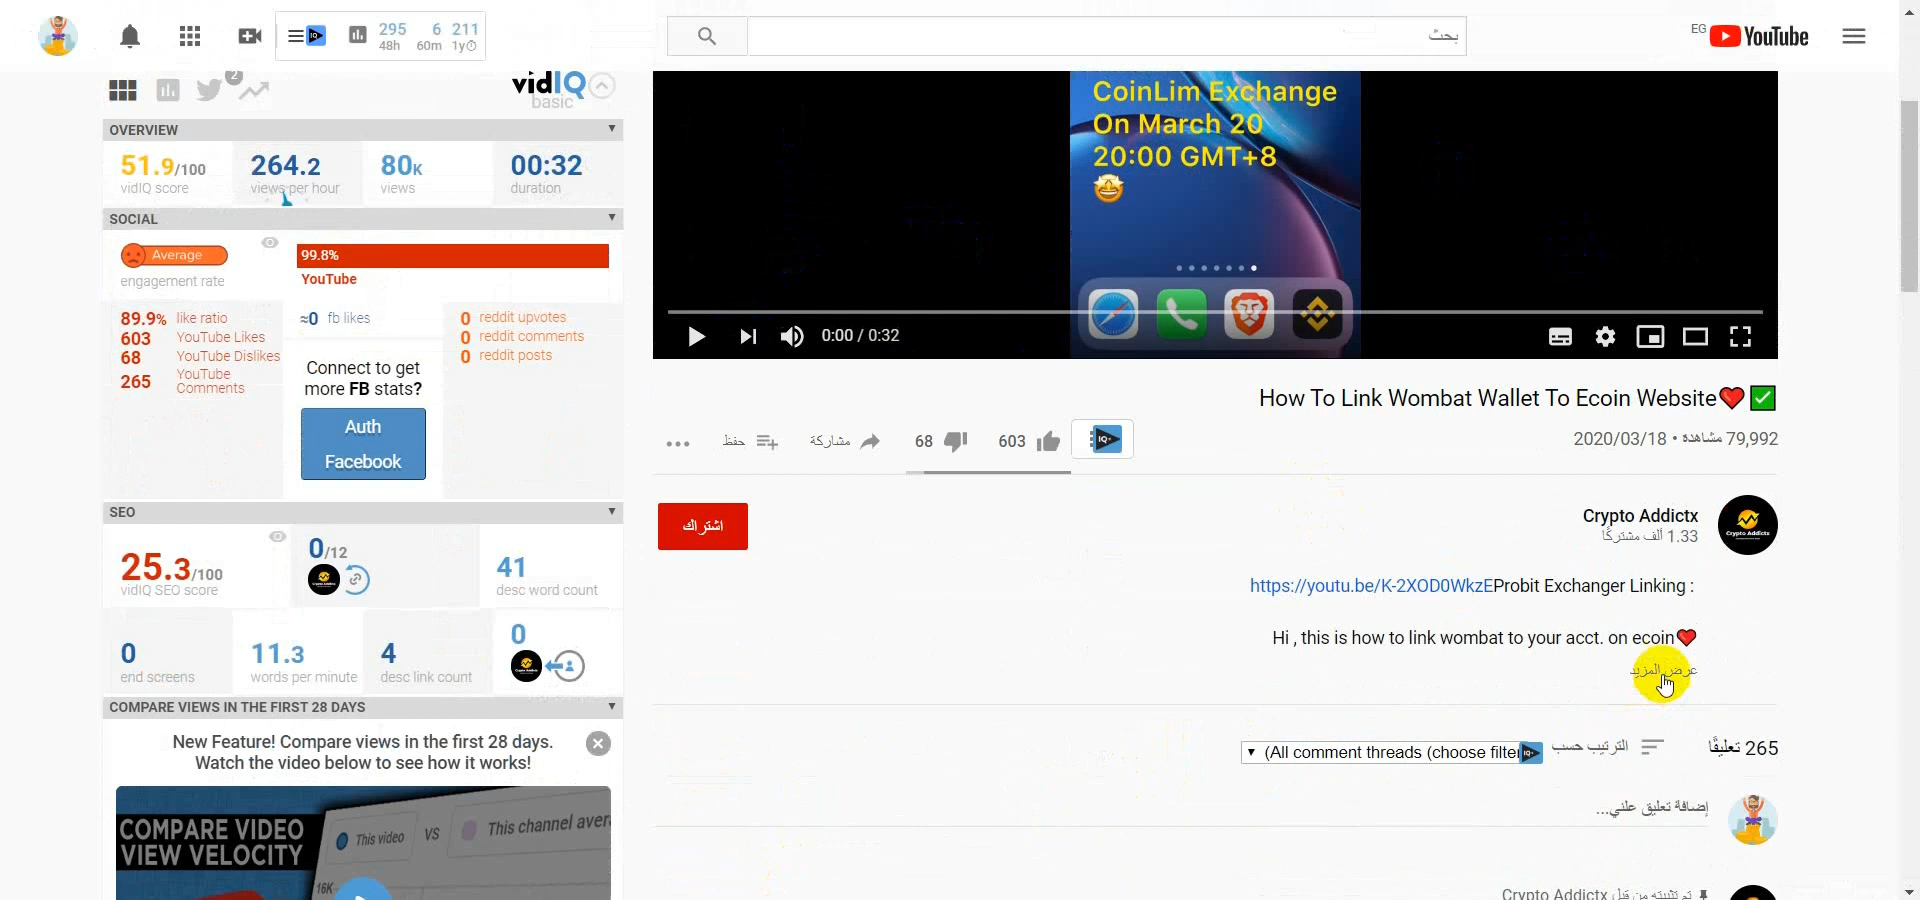 295 6 211
48h 60m 1y
بحث
EG
YouTube
2
vidIQ
basic
OVERVIEW
51.9/100
vidIQ score
264.2
views per hour
80K
views
00:32
duration
SOCIAL
Average
engagement rate
99.8%
YouTube
89.9% like ratio
603 YouTube Likes
68 YouTube Dislikes
265 YouTube
Comments
≈0 fb likes
Connect to get
more FB stats?
Auth
Facebook
0 reddit upvotes
0 reddit comments
0 reddit posts
SEO
25.3/100
vidIQ SEO score
0/12
41
desc word count
0
end screens
11.3
words per minute
4
desc link count
0
COMPARE VIEWS IN THE FIRST 28 DAYS
New Feature! Compare views in the first 28 days.
Watch the video below to see how it works!
COMPARE VIDEO
VIEW VELOCITY
This video VS This channel aver
16K
CoinLim Exchange
On March 20
20:00 GMT+8
🤩
0:00 / 0:32
How To Link Wombat Wallet To Ecoin Website❤️✅
79,992 مشاهدة • 2020/03/18
603
68
مشاركة
حفظ
Crypto Addictx
1.33 ألف مشتركًا
اشتراك
https://youtu.be/K-2XOD0WkzEProbit Exchanger Linking :
Hi , this is how to link wombat to your acct. on ecoin❤️
عرض المزيد
265 تعليقًا
الترتيب حسب
(All comment threads (choose filter
إضافة تعليق علني...
تم تثبيته من قبل Crypto Addictx